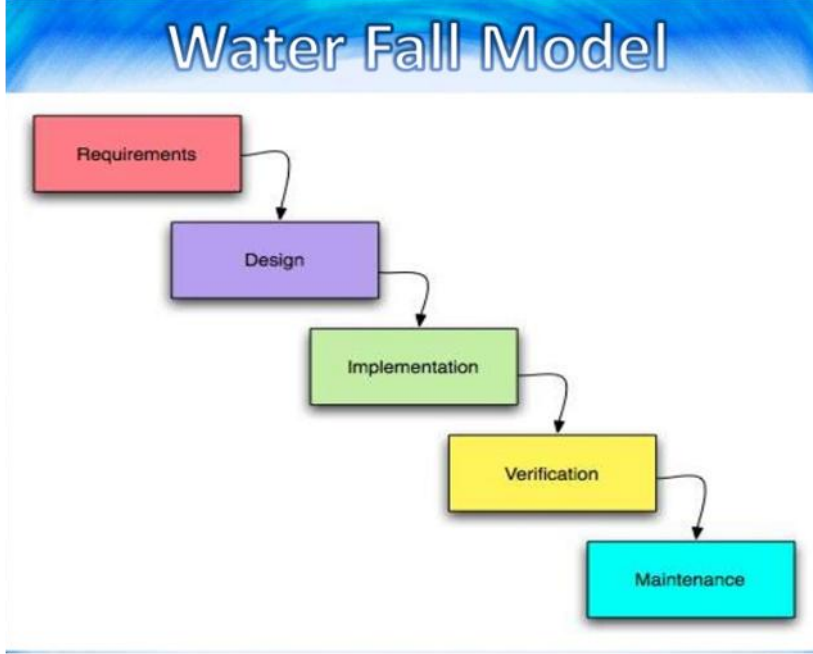 Water Fall Model
Requirements
Design
Implementation
Verification
Maintenance